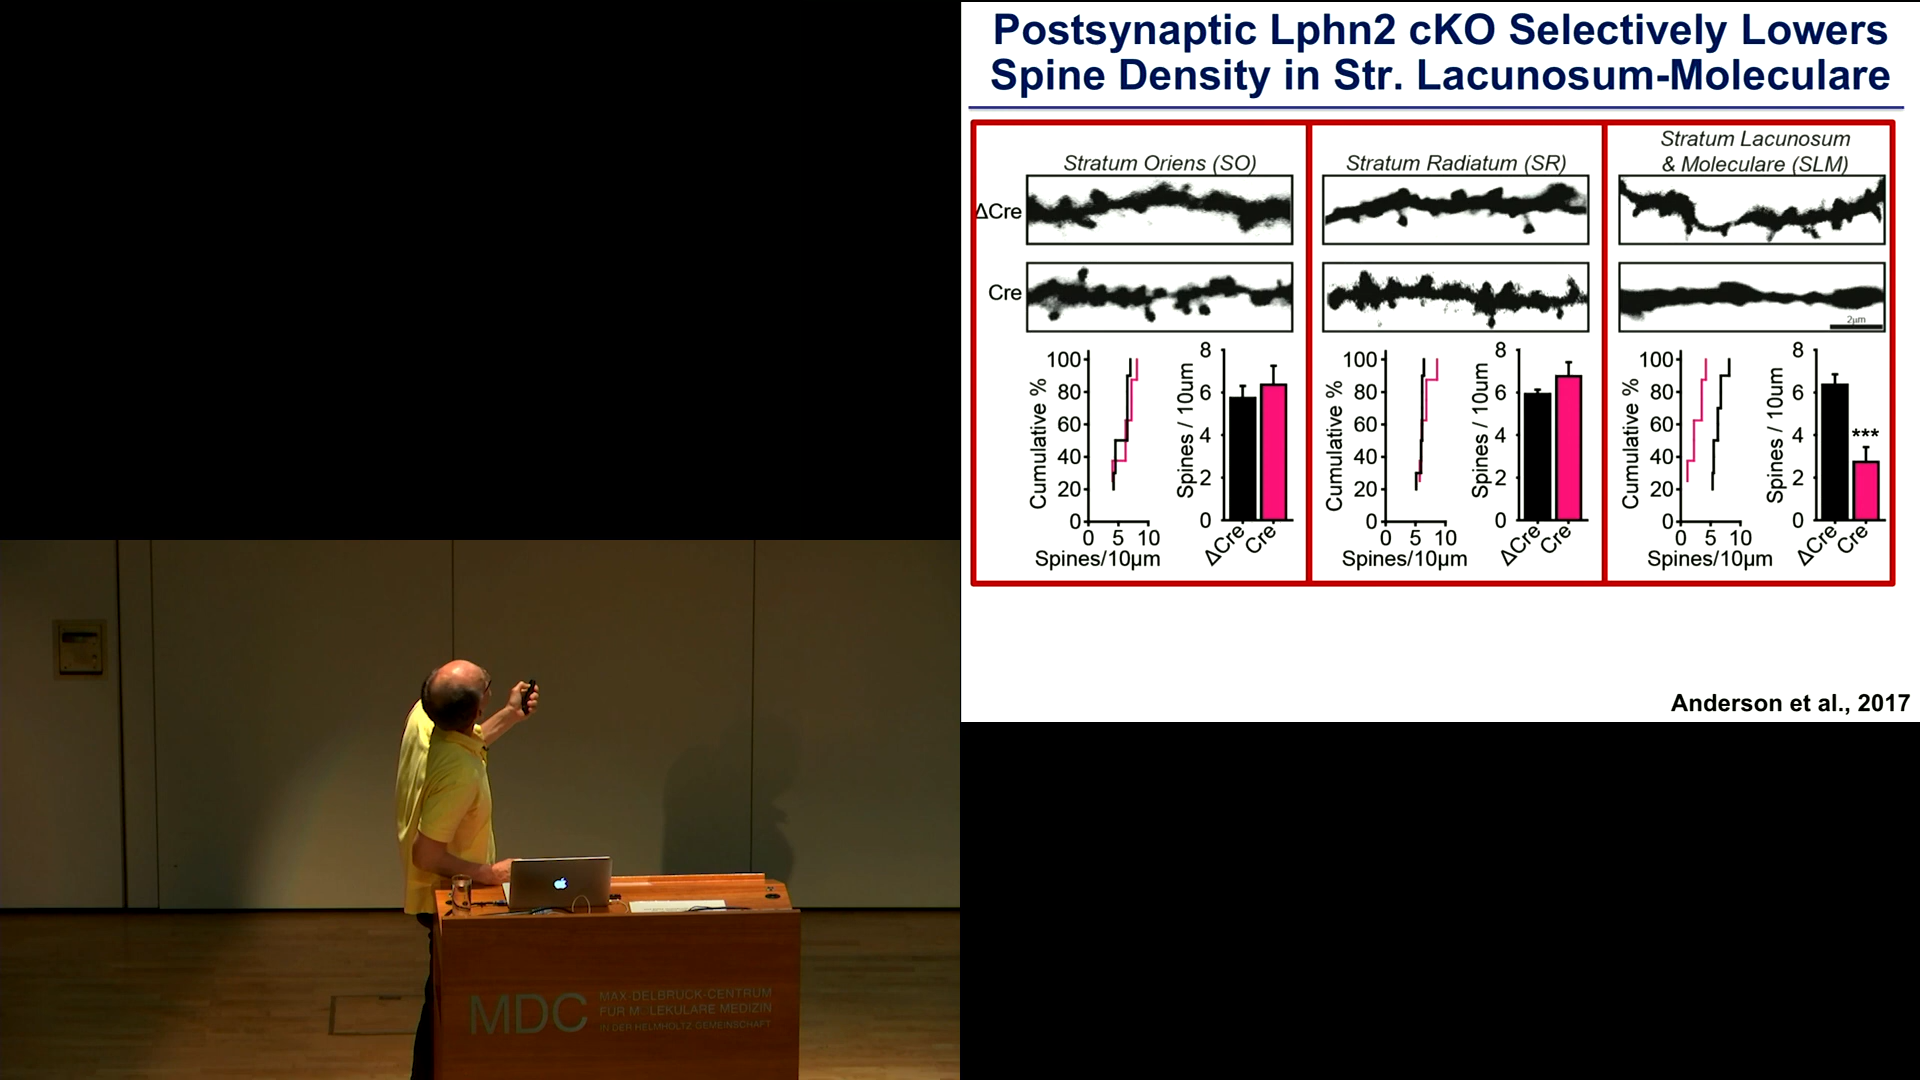 Postsynaptic Lphn2 cKO Selectively Lowers
Spine Density in Str. Lacunosum-Moleculare
Stratum Oriens (SO)
ΔCre
Cre
100
80
60
40
20
0
Cumulative %
0 5 10
Spines/10µm
8
6
4
2
0
Spines / 10um
ΔCre
Cre
Stratum Radiatum (SR)
100
80
60
40
20
0
Cumulative %
0 5 10
Spines/10µm
8
6
4
2
0
Spines / 10um
ΔCre
Cre
Stratum Lacunosum
& Moleculare (SLM)
2µm
100
80
60
40
20
0
Cumulative %
0 5 10
Spines/10µm
8
6
4
2
0
Spines / 10um
***
ΔCre
Cre
Anderson et al., 2017
MDC
MAX-DELBRÜCK-CENTRUM
FÜR MOLEKULARE MEDIZIN
IN DER HELMHOLTZ-GEMEINSCHAFT